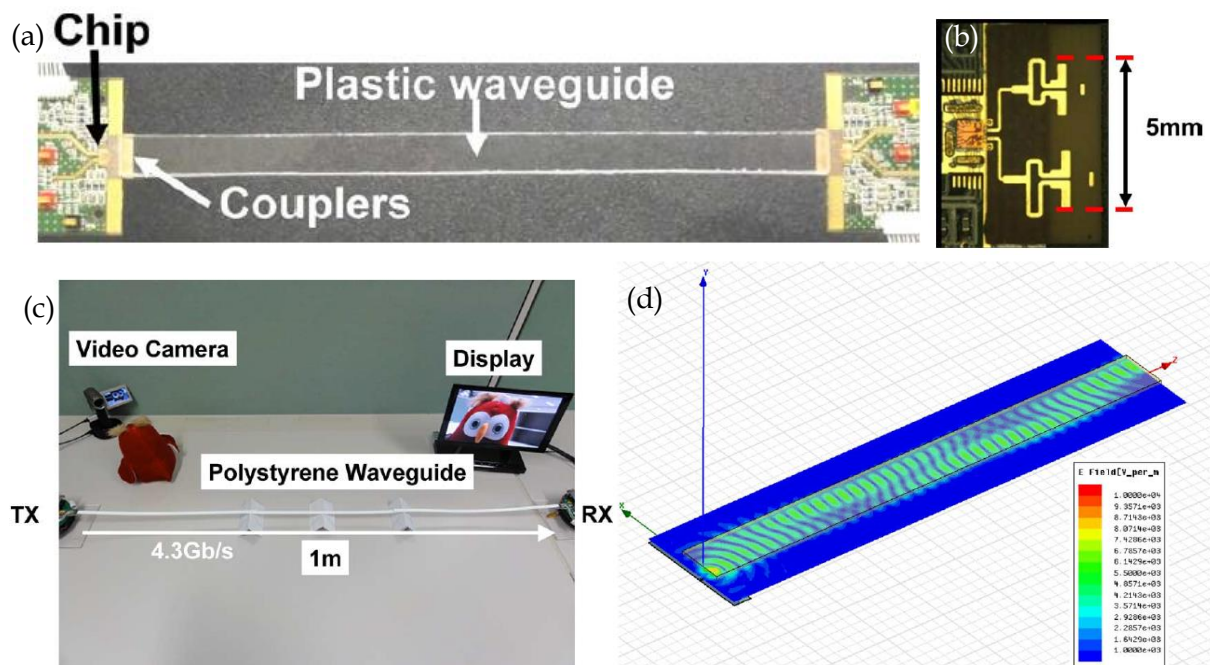 (a) Chip
Plastic waveguide
Couplers
(b)
5mm
(c)
Video Camera
Display
Polystyrene Waveguide
TX
RX
4.3Gb/s
1m
(d)
Y
Z
X
E Field[V_per_m
1.0000e+04
9.3571e+03
8.7143e+03
8.0714e+03
7.4286e+03
6.7857e+03
6.1429e+03
5.5000e+03
4.8571e+03
4.2143e+03
3.5714e+03
2.9286e+03
2.2857e+03
1.6429e+03
1.0000e+03